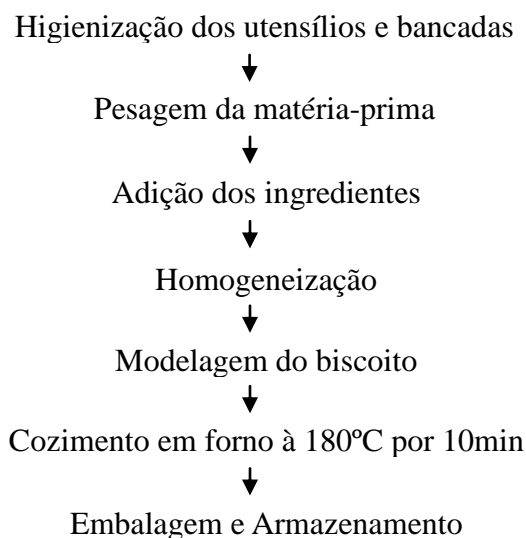 Higienização dos utensílios e bancadas
Pesagem da matéria-prima
Adição dos ingredientes
Homogeneização
Modelagem do biscoito
Cozimento em forno à 180ºC por 10min
Embalagem e Armazenamento